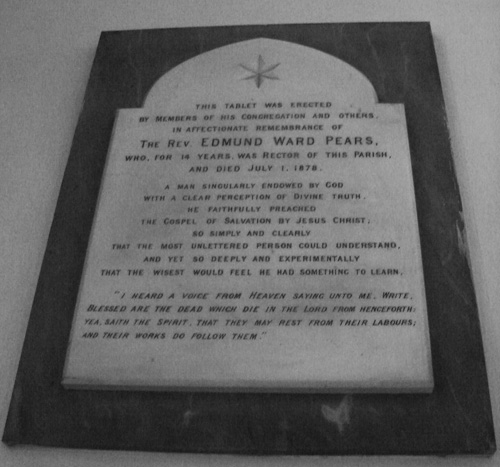 This tablet was erected
by Members of his congregation and others,
in affectionate remembrance of
The Rev. Edmund Ward Pears,
who, for 14 years, was Rector of this Parish,
and died July 1, 1878.
A man singularly endowed by God
with a clear perception of Divine truth,
he faithfully preached
the Gospel of Salvation by Jesus Christ;
so simply and clearly
that the most unlettered person could understand,
and yet so deeply and experimentally
that the wisest would feel he had something to learn.
"I heard a voice from Heaven saying unto me, Write,
Blessed are the dead which die in the Lord from henceforth:
yea, saith the Spirit, that they may rest from their labours;
and their works do follow them."